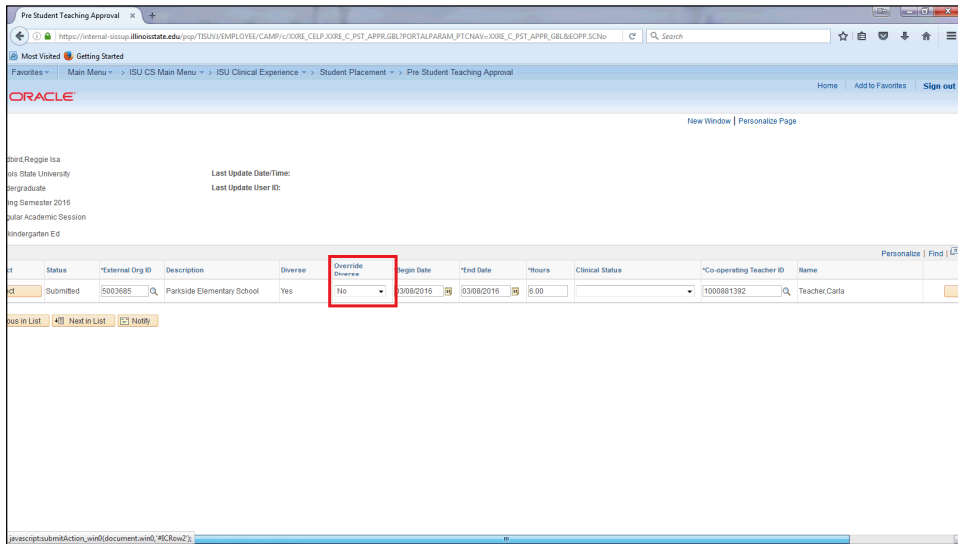 Pre Student Teaching Approval × +
https://internal-sissup.illinoisstate.edu/psp/TISUVJ/EMPLOYEE/CAMP/c/XXRE_CELP.XXRE_C_PST_APPR.GBL?PORTALPARAM_PTCNAV=XXRE_C_PST_APPR_GBL&EOPP.SCNo Search
Most Visited Getting Started
Favorites Main Menu > ISU CS Main Menu > ISU Clinical Experience > Student Placement > Pre Student Teaching Approval
Home Add to Favorites Sign out
ORACLE
New Window Personalize Page
dbird,Reggie Isa
ois State University Last Update Date/Time:
dergraduate Last Update User ID:
ing Semester 2016
gular Academic Session
kindergarten Ed
Personalize | Find |
ct Status *External Org ID Description Diverse Override Diverse *Begin Date *End Date *Hours Clinical Status *Co-operating Teacher ID Name
ect Submitted 5003685 Parkside Elementary School Yes No 03/08/2016 03/08/2016 6.00 1000881392 Teacher,Carla
ous in List Next in List Notify
javascript:submitAction_win0(document.win0,'#ICRow2');